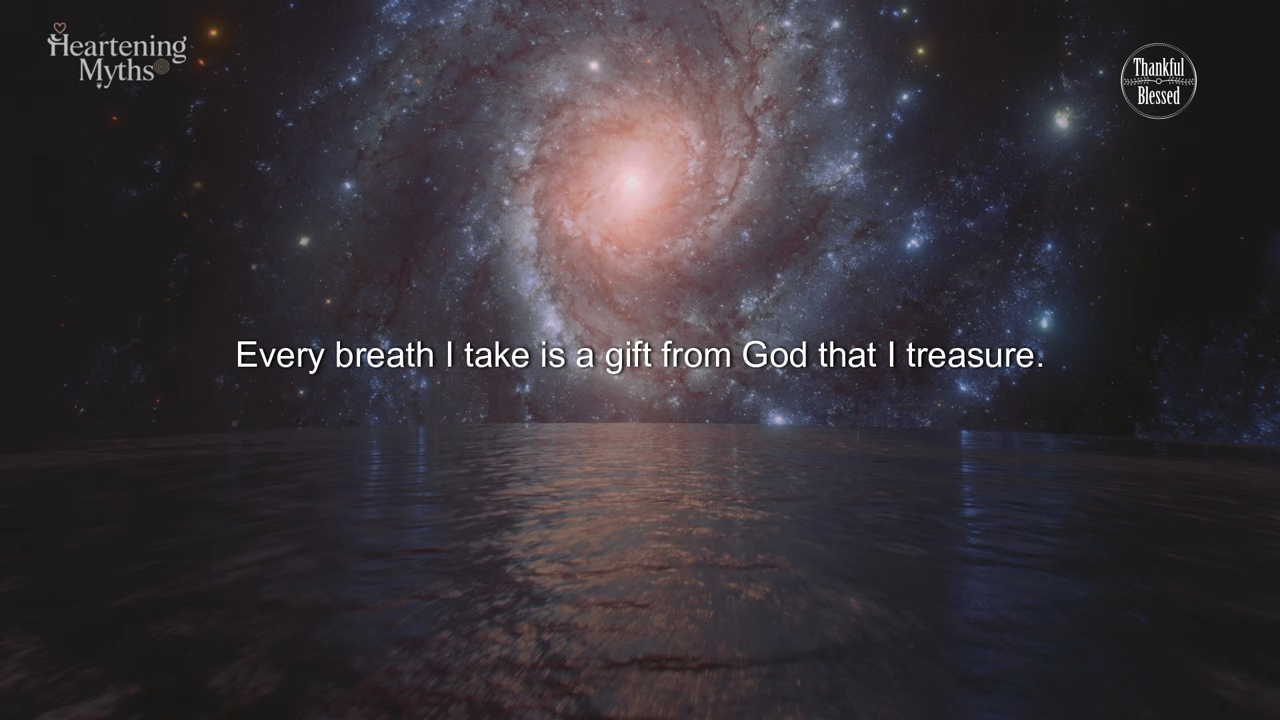 Heartening
Myths
Thankful
Blessed
Every breath I take is a gift from God that I treasure.